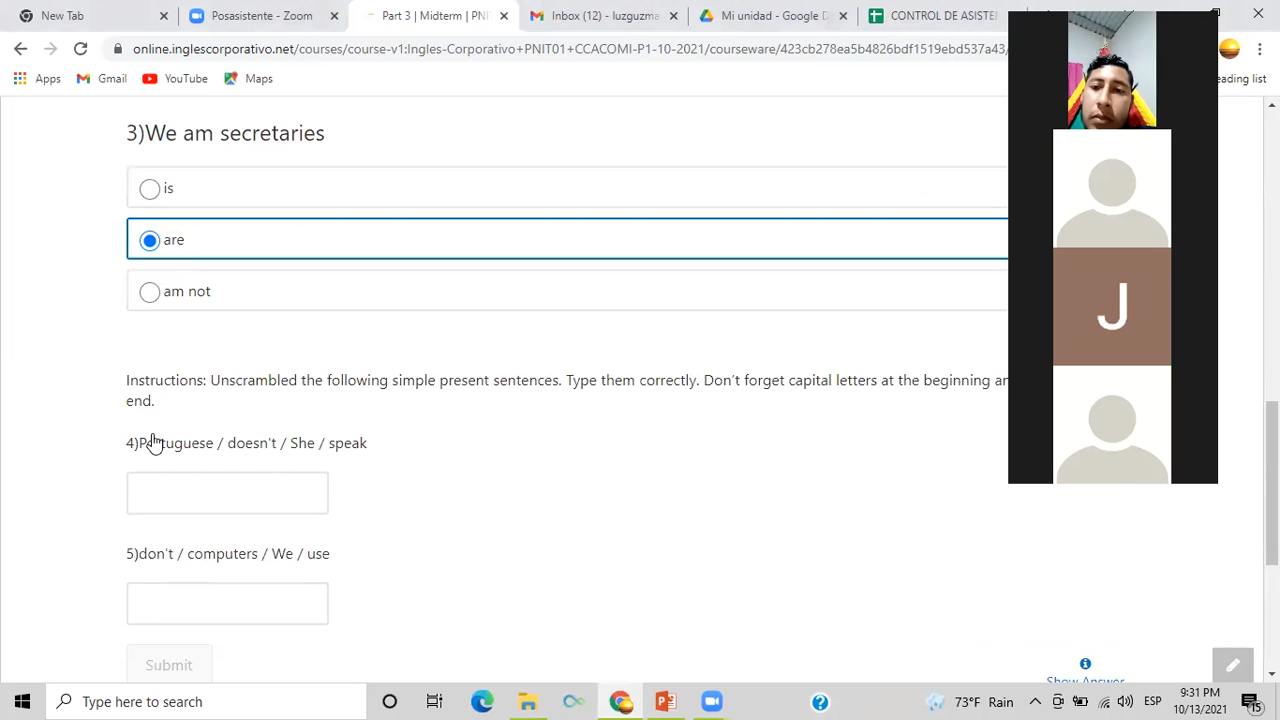 New Tab
Posasistente - Zoom
Part 3 | Midterm | PNIT
Inbox (12) - luzguzma
Mi unidad - Google D
CONTROL DE ASISTE
online.inglescorporativo.net/courses/course-v1:Ingles-Corporativo+PNIT01+CCACOMI-P1-10-2021/courseware/423cb278ea5b4826bdf1519ebd537a43/
Apps
Gmail
YouTube
Maps
eading list
3)We am secretaries
is
are
am not
Instructions: Unscrambled the following simple present sentences. Type them correctly. Don't forget capital letters at the beginning an
end.
4)Portuguese / doesn't / She / speak
5)don't / computers / We / use
Submit
Show Answer
J
Type here to search
73°F Rain
ESP
9:31 PM
10/13/2021
15